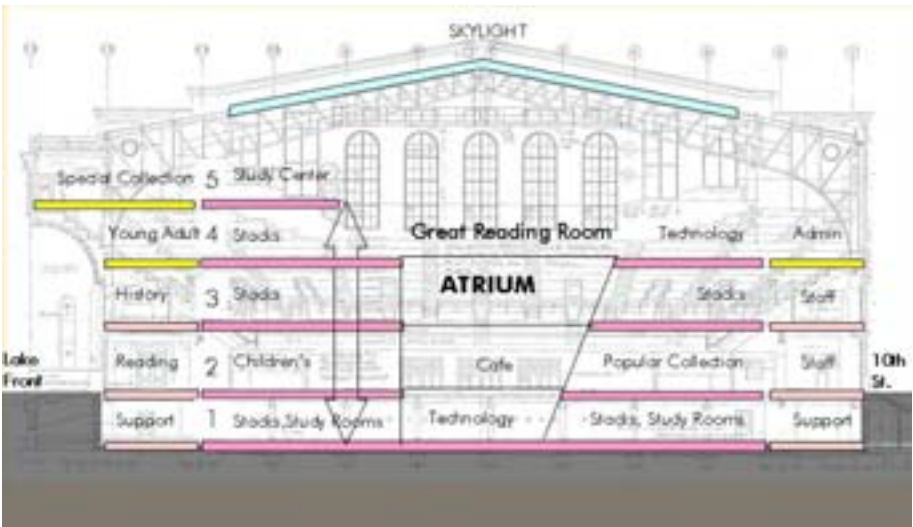 SKYLIGHT
Special Collection 5 Study Center
Young Adult 4 Stacks Great Reading Room Technology Admin
ATRIUM
History 3 Stacks Stacks Staff
Lake Front Reading 2 Children's Cafe Popular Collection Staff 10th St.
Support 1 Stacks, Study Rooms Technology Stacks, Study Rooms Support